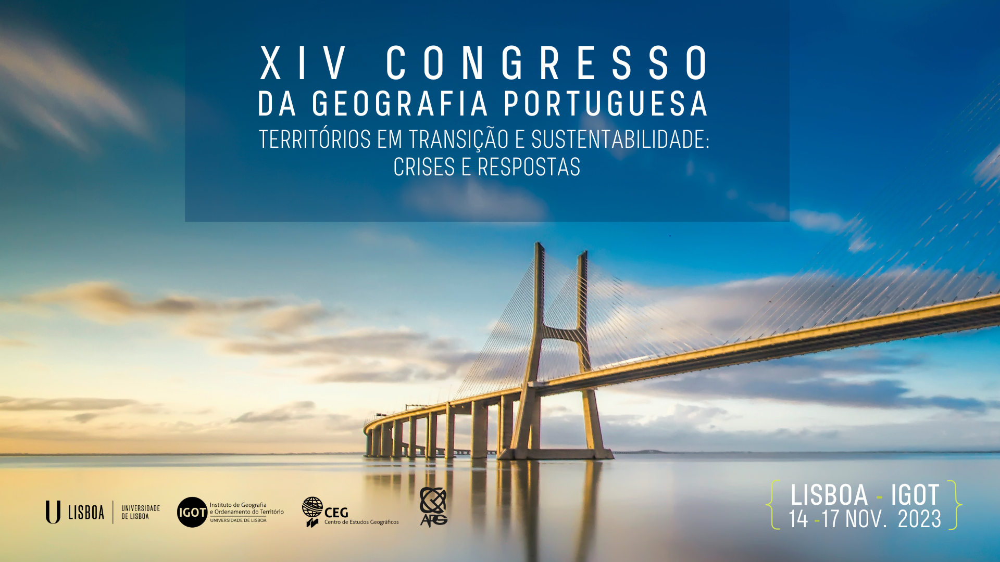 XIV CONGRESSO
DA GEOGRAFIA PORTUGUESA
TERRITÓRIOS EM TRANSIÇÃO E SUSTENTABILIDADE:
CRISES E RESPOSTAS
U LISBOA | UNIVERSIDADE
DE LISBOA
IGOT Instituto de Geografia
e Ordenamento do Território
UNIVERSIDADE DE LISBOA
CEG
Centro de Estudos Geográficos
APG
LISBOA - IGOT
14 -17 NOV. 2023